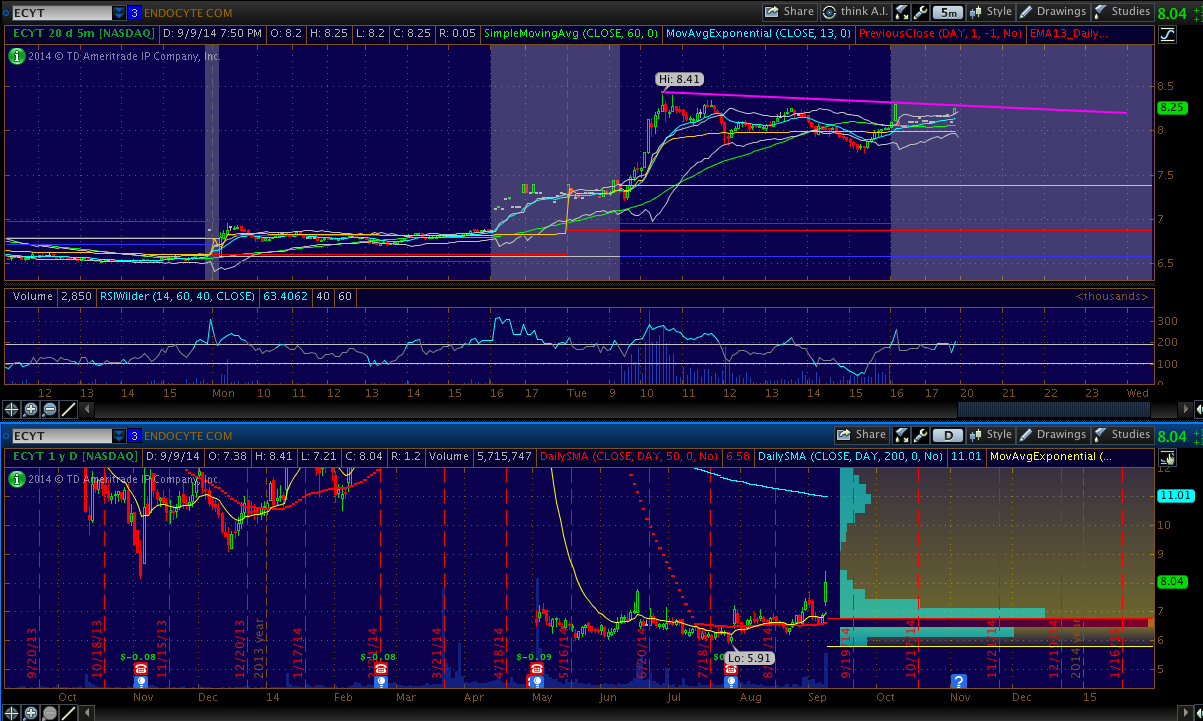 ECYT 3 ENDOCYTE COM Share think A.I. 5m Style Drawings Studies 8.04
ECYT 20 d 5m [NASDAQ] D: 9/9/14 7:50 PM O: 8.2 H: 8.25 L: 8.2 C: 8.25 R: 0.05 SimpleMovingAvg (CLOSE, 60, 0) MovAvgExponential (CLOSE, 13, 0) PreviousClose (DAY, 1, -1, No) EMA13_Daily...
2014 © TD Ameritrade IP Company, Inc.
Hi: 8.41
8.5
8.25
8
7.5
7
6.5
Volume 2,850 RSIWilder (14, 60, 40, CLOSE) 63.4062 40 60 <thousands>
300
200
100
0
12 13 14 15 Mon 10 11 12 13 14 15 16 17 Tue 9 10 11 12 13 14 15 16 17 20 21 22 23 Wed
ECYT 3 ENDOCYTE COM Share D Style Drawings Studies 8.04
ECYT 1 y D [NASDAQ] D: 9/9/14 O: 7.38 H: 8.41 L: 7.21 C: 8.04 R: 1.2 Volume 5,715,747 DailySMA (CLOSE, DAY, 50, 0, No) 6.58 DailySMA (CLOSE, DAY, 200, 0, No) 11.01 MovAvgExponential (...
2014 © TD Ameritrade IP Company, Inc.
12
11.01
10
9
8.04
7
6
5
9/20/13 10/18/13 11/15/13 12/20/13 2013 year 1/17/14 3/21/14 4/18/14 5/16/14 6/20/14 7/18/14 8/15/14 9/19/14 10/17/14 11/21/14 12/19/14 2014 year 1/16/15
$-0.08 $-0.08 $-0.09
Lo: 5.91
Oct Nov Dec 14 Feb Mar Apr May Jun Jul Aug Sep Oct Nov Dec 15